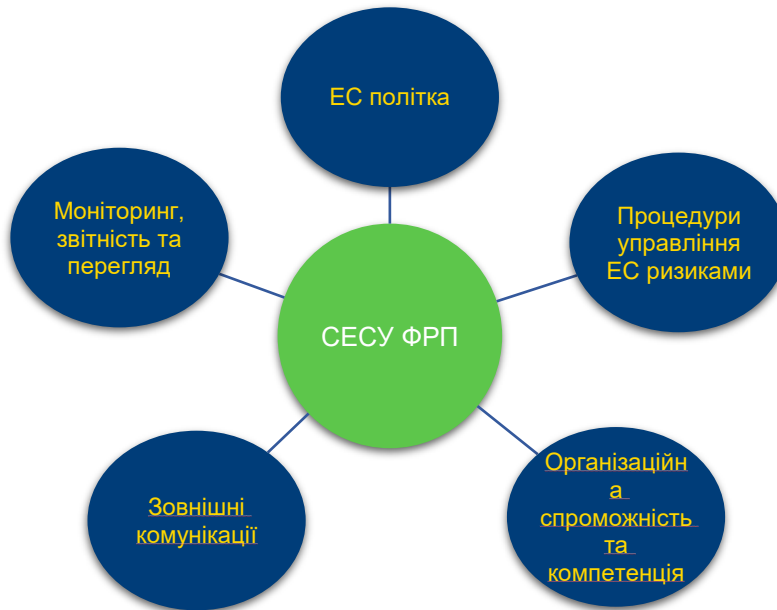 ЕС політка
Моніторинг,
звітність та
перегляд
Процедури
управління
ЕС ризиками
СЕСУ ФРП
Зовнішні
комунікації
Організаційн
а
спроможність
та
компетенція